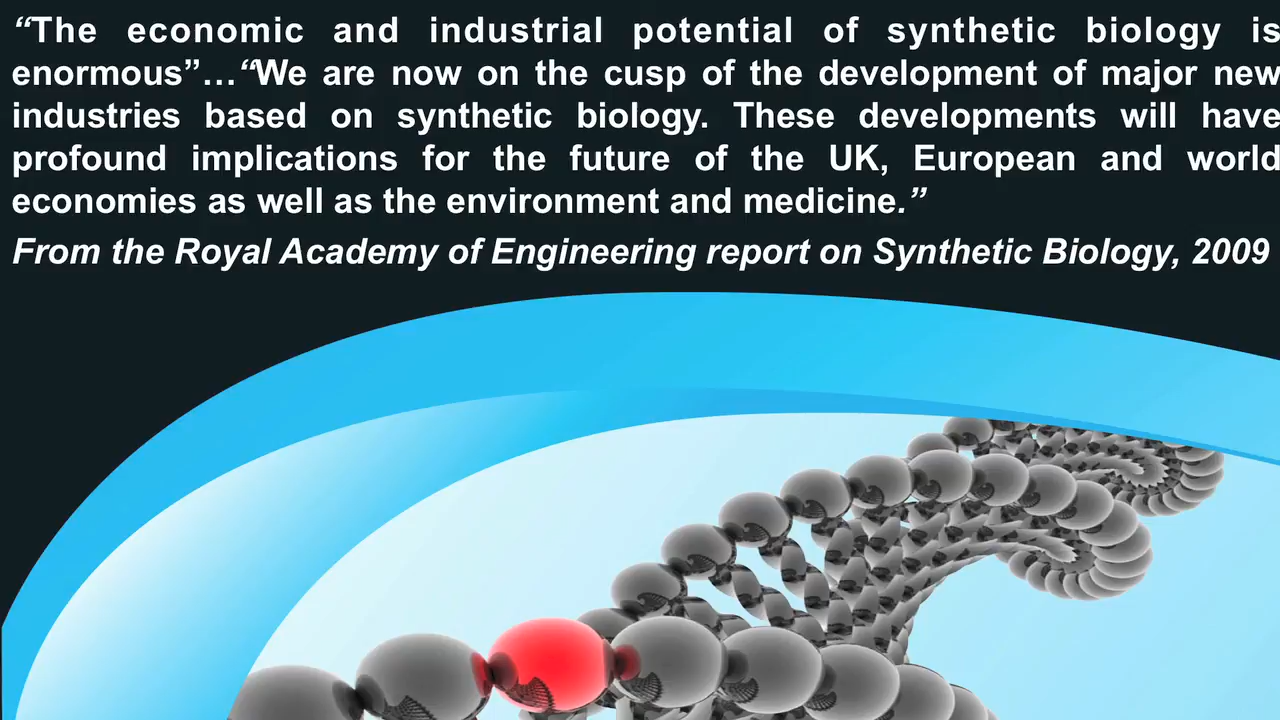 “The economic and industrial potential of synthetic biology is
enormous”…“We are now on the cusp of the development of major new
industries based on synthetic biology. These developments will have
profound implications for the future of the UK, European and world
economies as well as the environment and medicine.”
From the Royal Academy of Engineering report on Synthetic Biology, 2009